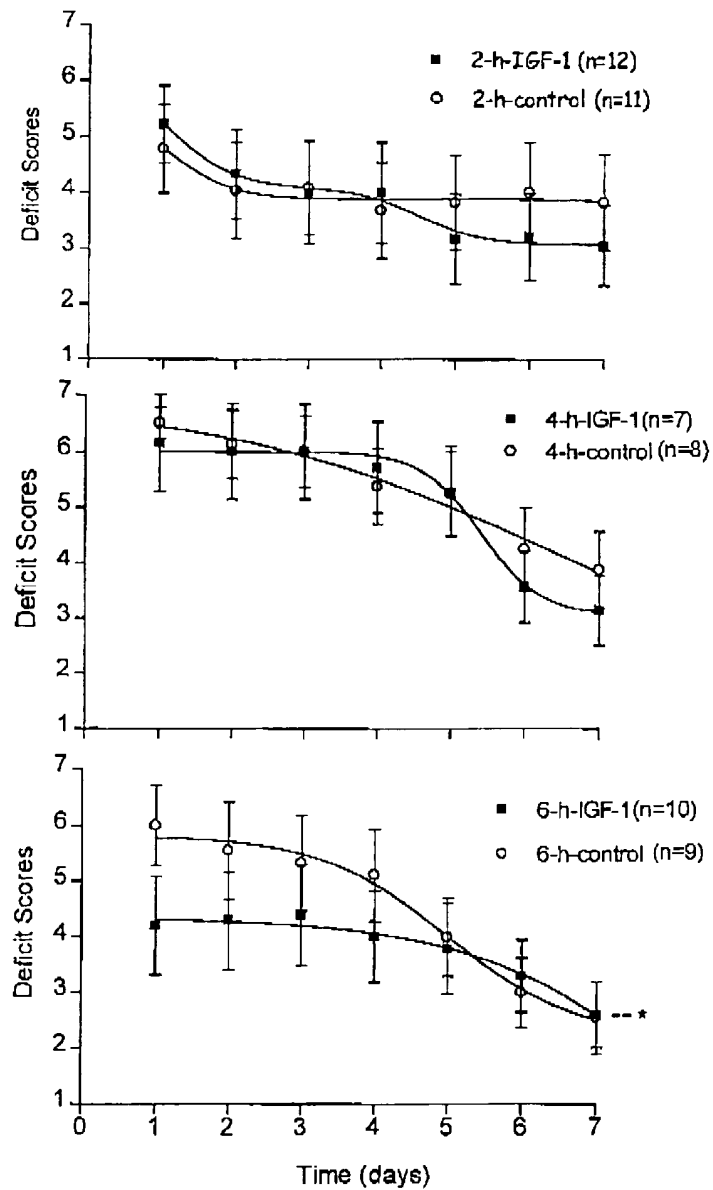 7
6
5
4
3
2
1
Deficit Scores
2-h-IGF-1 (n=12)
2-h-control (n=11)
7
6
5
4
3
2
1
Deficit Scores
4-h-IGF-1(n=7)
4-h-control (n=8)
7
6
5
4
3
2
1
Deficit Scores
6-h-IGF-1(n=10)
6-h-control (n=9)
-- *
0 1 2 3 4 5 6 7
Time (days)